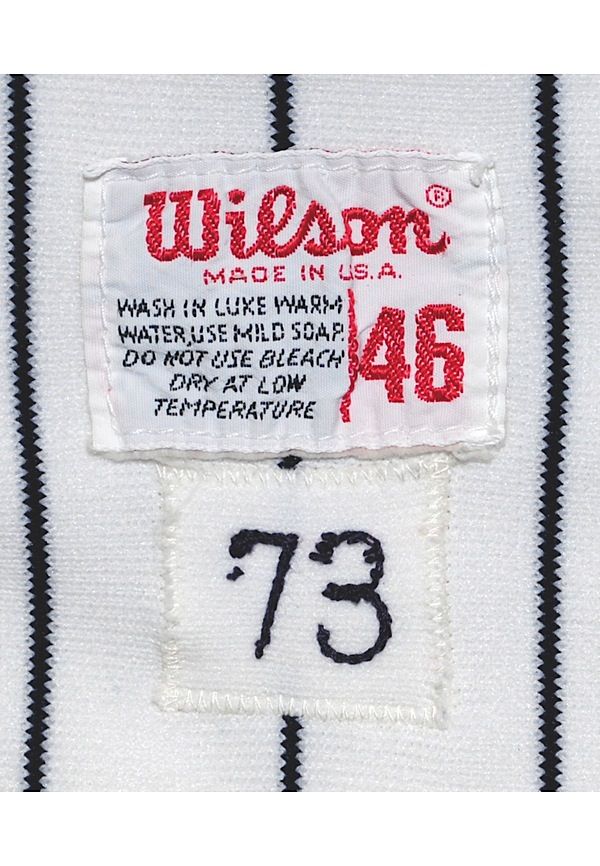 Wilson®
MADE IN U.S.A.
WASH IN LUKE WARM
WATER, USE MILD SOAP.
DO NOT USE BLEACH
DRY AT LOW
TEMPERATURE
46
73